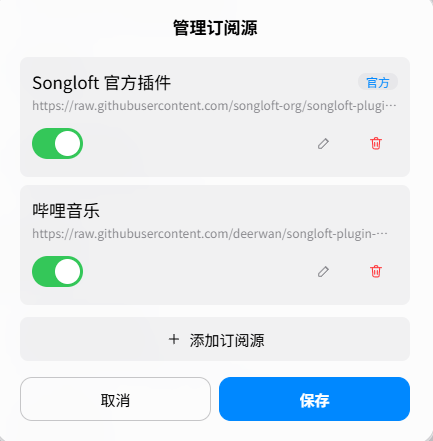 管理订阅源
Songloft 官方插件
官方
https://raw.githubusercontent.com/songloft-org/songloft-plugi···
哔哩音乐
https://raw.githubusercontent.com/deerwan/songloft-plugin-···
+ 添加订阅源
取消
保存